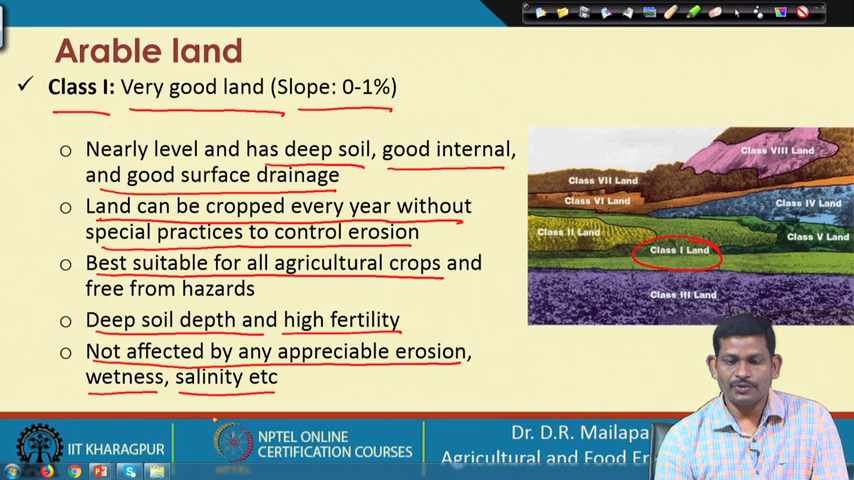 Arable land
✓ Class I: Very good land (Slope: 0-1%)
o Nearly level and has deep soil, good internal,
and good surface drainage
o Land can be cropped every year without
special practices to control erosion
o Best suitable for all agricultural crops and
free from hazards
o Deep soil depth and high fertility
o Not affected by any appreciable erosion,
wetness, salinity etc
Class VIII Land
Class VII Land
Class VI Land
Class IV Land
Class II Land
Class V Land
Class I Land
Class III Land
IIT KHARAGPUR
NPTEL ONLINE
CERTIFICATION COURSES
Dr. D.R. Mailapa
Agricultural and Food E